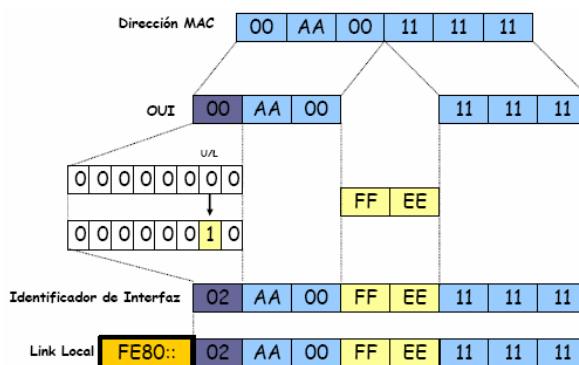 Dirección MAC 00 AA 00 11 11 11
OUI 00 AA 00 11 11 11
U/L
0 0 0 0 0 0 0 0
FF EE
0 0 0 0 0 0 1 0
Identificador de Interfaz 02 AA 00 FF EE 11 11 11
Link Local FE80:: 02 AA 00 FF EE 11 11 11